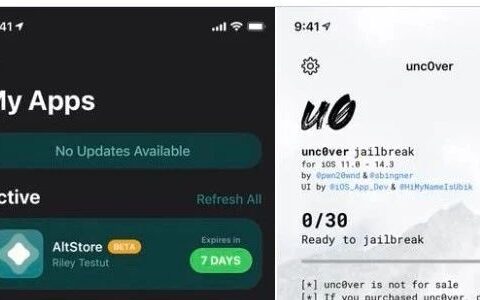 :41
My Apps
No Updates Available
ctive
Refresh All
AltStore BETA
Riley Testut
Expires in
7 DAYS
9:41
unc0ver
u0
unc0ver jailbreak
for iOS 11.0 - 14.3
by @pwn20wnd & @sbingner
UI by @iOS_App_Dev & @HiMyNameIsUbik
0/30
Ready to jailbreak
[*] unc0ver is not for sale
[*] If you purchased unc0ver,